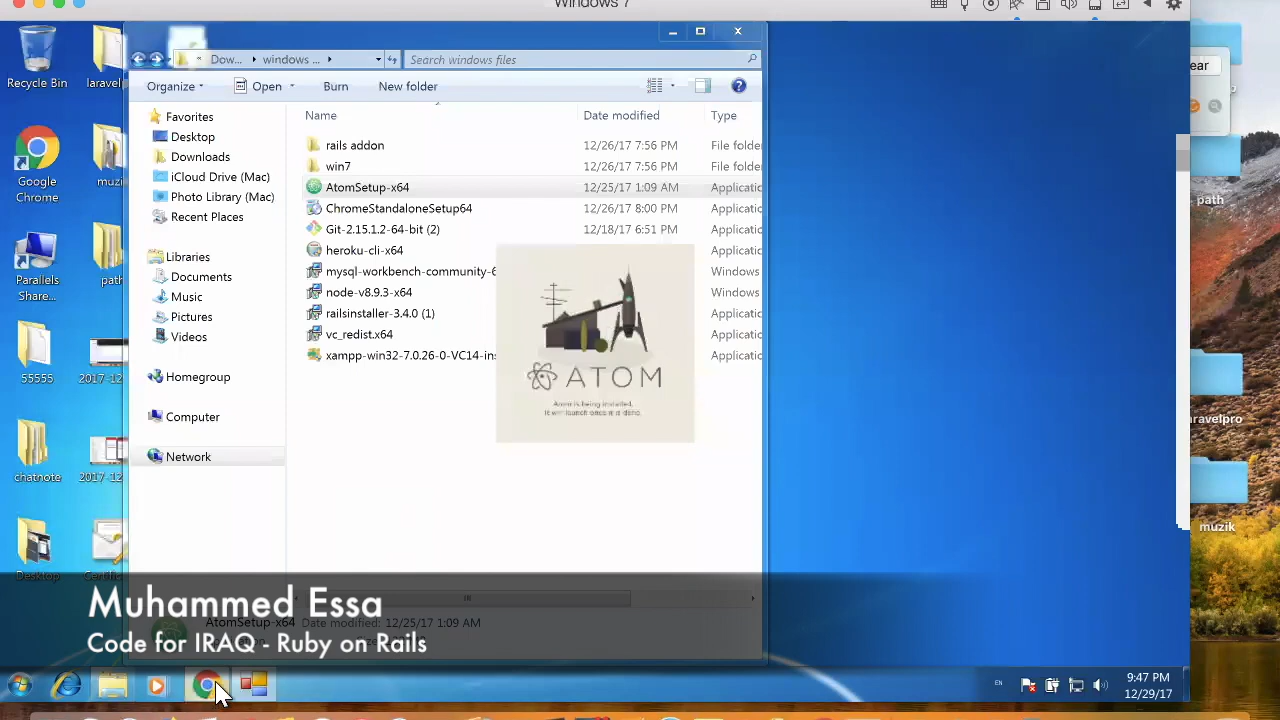 Windows 7
Recycle Bin
laravel
Google
Chrome
muzi
Parallels
Share...
path
55555
2017-12
chatnote
2017-12
Desktop
Certifi
Dow...
windows ...
Search windows files
Organize
Open
Burn
New folder
Favorites
Desktop
Downloads
iCloud Drive (Mac)
Photo Library (Mac)
Recent Places
Libraries
Documents
Music
Pictures
Videos
Homegroup
Computer
Network
Name Date modified Type
rails addon 12/26/17 7:56 PM File folde
win7 12/26/17 7:56 PM File folde
AtomSetup-x64 12/25/17 1:09 AM Applicatio
ChromeStandaloneSetup64 12/26/17 8:00 PM Applicatio
Git-2.15.1.2-64-bit (2) 12/18/17 6:51 PM Applicatio
heroku-cli-x64 Applicatio
mysql-workbench-community-6 Windows
node-v8.9.3-x64 Windows
railsinstaller-3.4.0 (1) Applicatio
vc_redist.x64 Applicatio
xampp-win32-7.0.26-0-VC14-ins Applicatio
ATOM
Atom is being installed.
It will launch once it is done.
AtomSetup-x64 Date modified: 12/25/17 1:09 AM
Muhammed Essa
Code for IRAQ - Ruby on Rails
EN
9:47 PM
12/29/17
ear
path
aravelpro
muzik